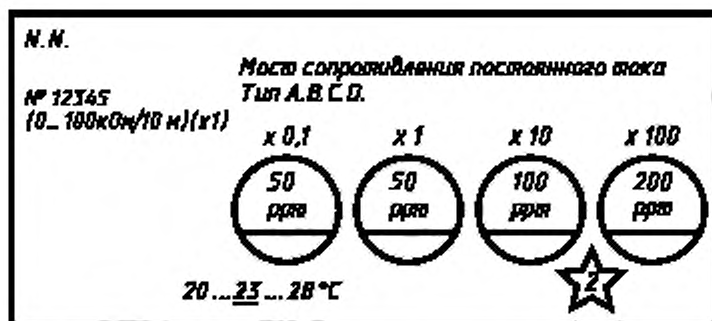 N.N.
Мост сопротивления постоянного тока
Тип A.B.C.D.
№ 12345
(0...100кОм/10 м)(х1)
х 0,1 х 1 х 10 х 100
50 50 100 200
ppm ppm ppm ppm
20 ... 23 ... 28 °C
2